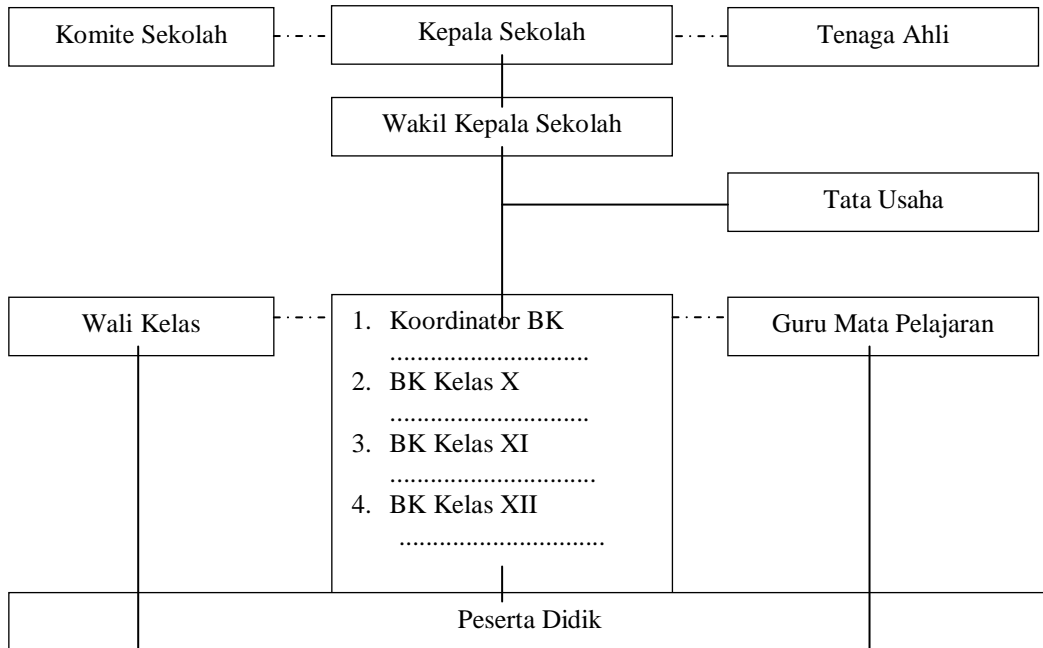 Komite Sekolah
Kepala Sekolah
Tenaga Ahli
Wakil Kepala Sekolah
Tata Usaha
Wali Kelas
1. Koordinator BK
..............................
2. BK Kelas X
..............................
3. BK Kelas XI
...............................
4. BK Kelas XII
...............................
Guru Mata Pelajaran
Peserta Didik